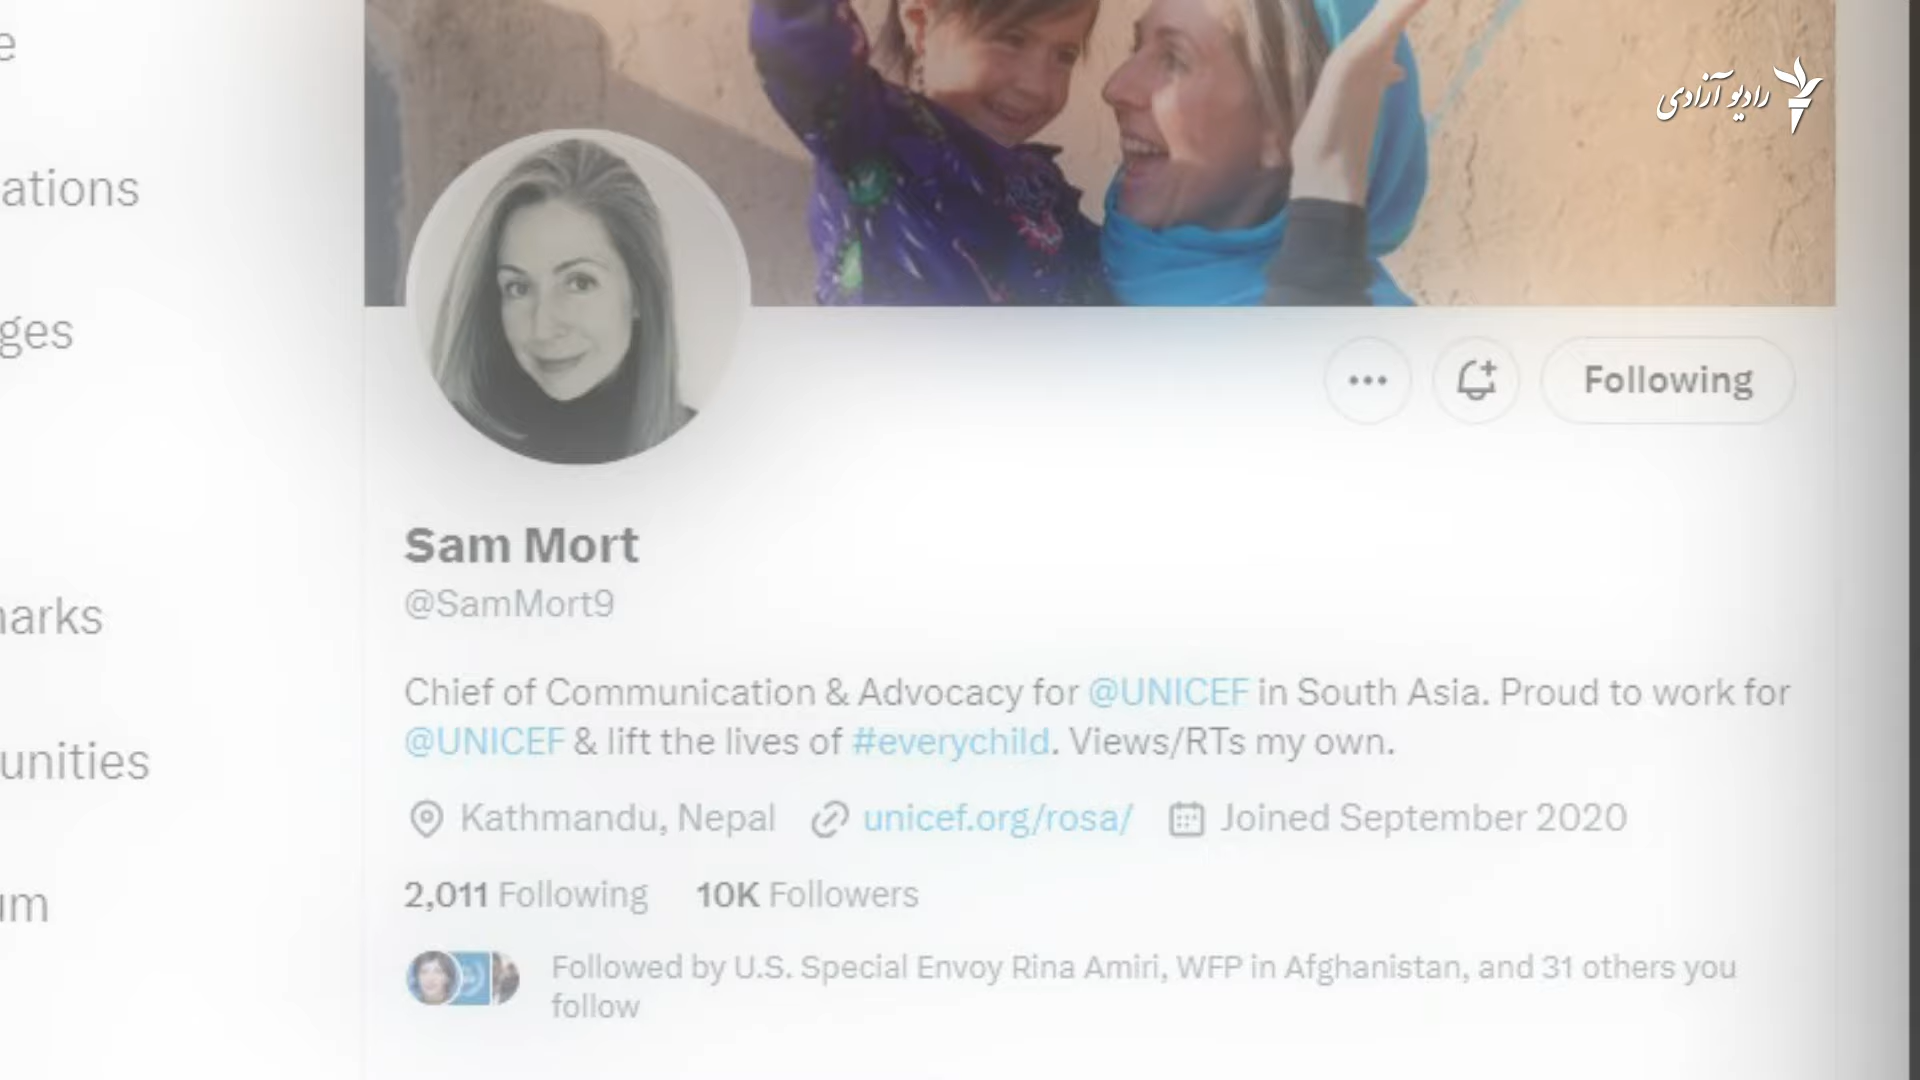 رادیو آزادی
e
ations
ges
Following
Sam Mort
@SamMort9
arks
Chief of Communication & Advocacy for @UNICEF in South Asia. Proud to work for
@UNICEF & lift the lives of #everychild. Views/RTs my own.
unities
Kathmandu, Nepal unicef.org/rosa/ Joined September 2020
2,011 Following 10K Followers
um
Followed by U.S. Special Envoy Rina Amiri, WFP in Afghanistan, and 31 others you
follow